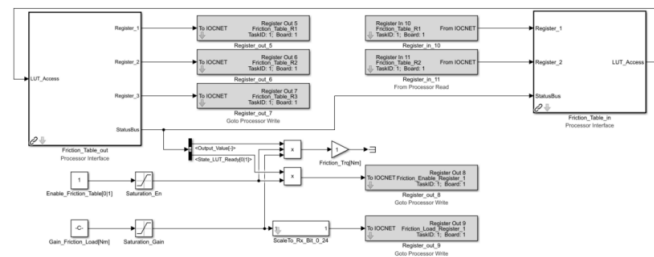 Register_1
To IOCNET
Register Out 5
Friction_Table_R1
TaskID: 1; Board: 1
Register_out_5
Register_2
To IOCNET
Register Out 6
Friction_Table_R2
TaskID: 1; Board: 1
Register_out_6
Register_3
To IOCNET
Register Out 7
Friction_Table_R3
TaskID: 1; Board: 1
Register_out_7
Goto Processor Write
LUT_Access
StatusBus
Friction_Table_out
Processor Interface
Register In 10
Friction_Table_R1
TaskID: 1; Board: 1
From IOCNET
Register_in_10
Register In 11
Friction_Table_R2
TaskID: 1; Board: 1
From IOCNET
Register_in_11
From Processor Read
Register_1
Register_2
StatusBus
LUT_Access
Friction_Table_in
Processor Interface
<Output_Value[-]>
<State_LUT_Ready[0|1]>
x
x
1
Friction_Trq[Nm]
1
Enable_Friction_Table[0|1]
Saturation_En
To IOCNET
Register Out 8
Friction_Enable_Register_1
TaskID: 1; Board: 1
Register_out_8
Goto Processor Write
-C-
Gain_Friction_Load[Nm]
Saturation_Gain
1
1
ScaleTo_Rx_Bit_0_24
To IOCNET
Register Out 9
Friction_Load_Register_1
TaskID: 1; Board: 1
Register_out_9
Goto Processor Write